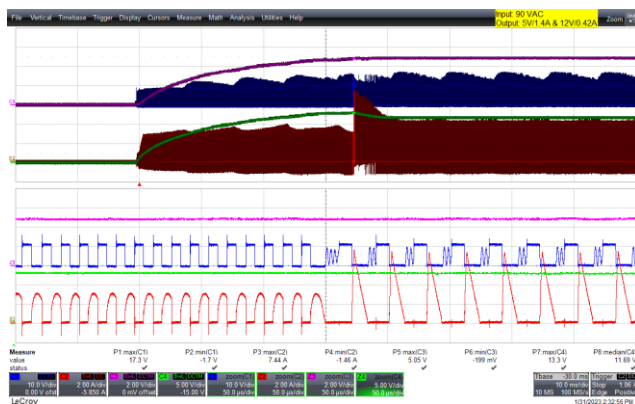 File Vertical Timebase Trigger Display Cursors Measure Math Analysis Utilities Help
Input: 90 VAC
Output: 5V/1.4A & 12V/0.42A
Zoom
Measure P1:max(C1) P2:min(C1) P3:max(C2) P4:min(C2) P5:max(C3) P6:min(C3) P7:max(C4) P8:median(C4)
value 17.3 V -1.7 V 7.44 A -1.46 A 5.05 V -199 mV 13.3 V 11.69 V
status
10.0 V/div 2.00 A/div 2.00 V/div 5.00 V/div 10.0 V/div 2.00 A/div 2.00 V/div 5.00 V/div
0.00 V ofst -5.850 A 0 mV offset -15.00 V 50.0 µs/div 50.0 µs/div 50.0 µs/div 50.0 µs/div
Tbase -30.0 ms Trigger
10.0 ms/div Stop 1.06
10 MS 100 MS/s Edge
LeCroy
1/31/2023 2:32:56 PM